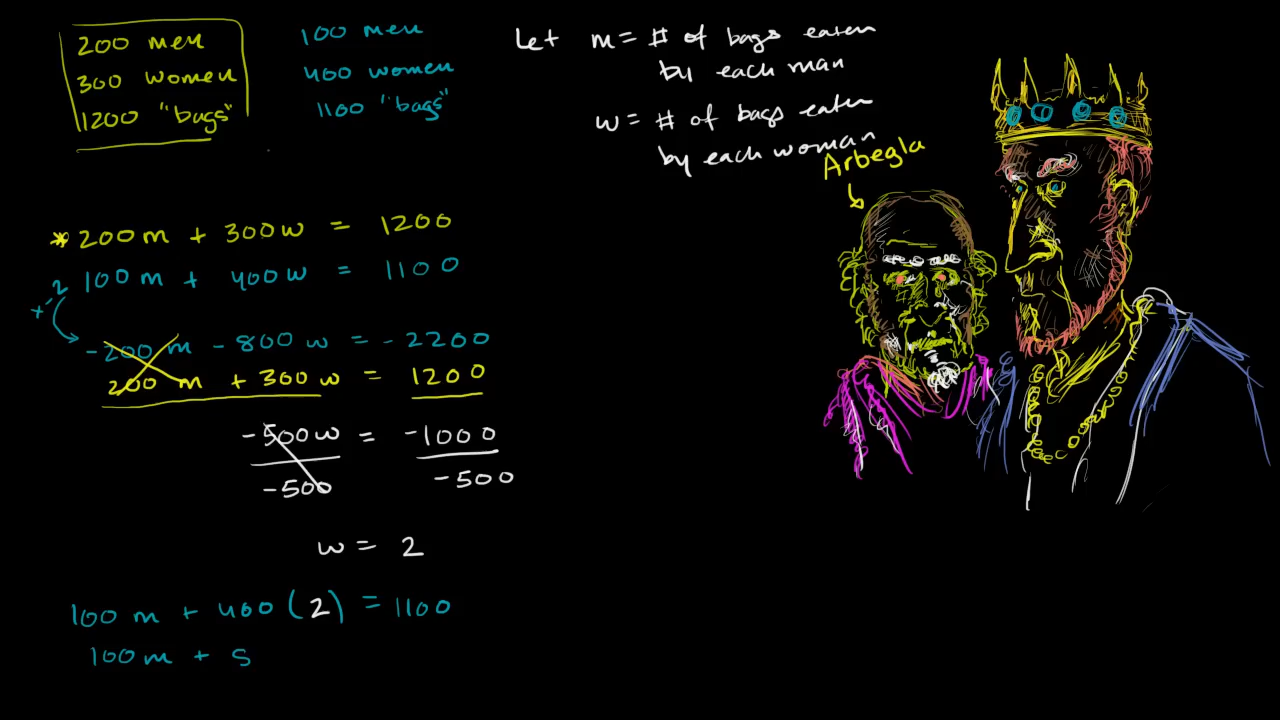 200 men
300 women
1200 "bags"
100 men
400 women
1100 "bags"
Let m = # of bags eaten
by each man
w = # of bags eaten
by each woman
Arbegla
* 200m + 300w = 1200
100m + 400w = 1100
x -2
-200m - 800w = -2200
200m + 300w = 1200
-500w = -1000
-500 -500
w = 2
100m + 400(2) = 1100
100m + 8